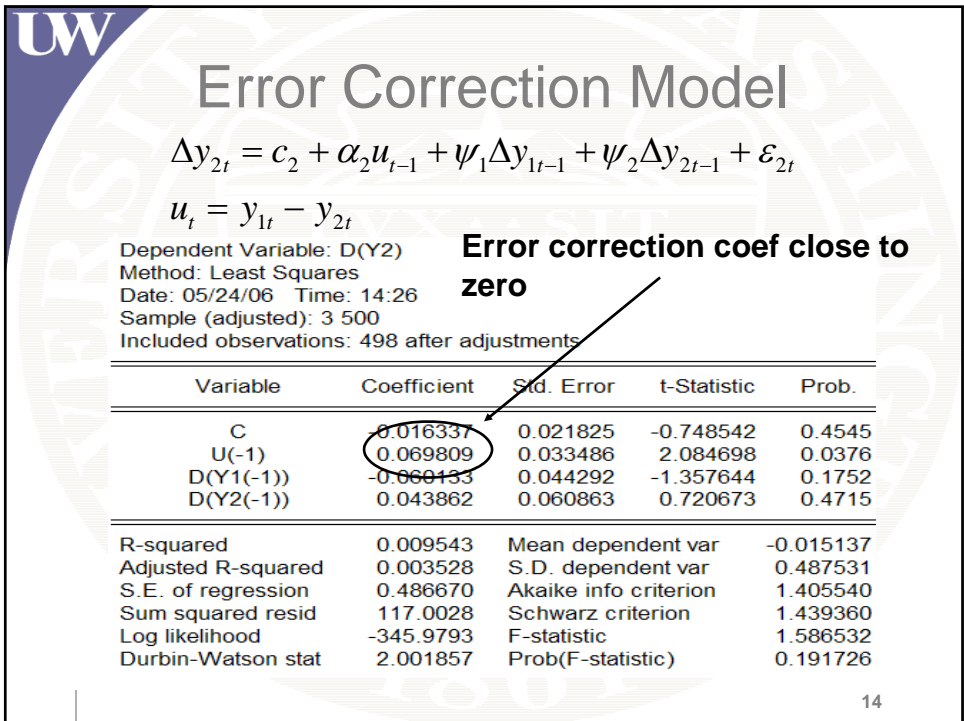 UW
Error Correction Model
Δy₂ₜ = c₂ + α₂uₜ₋₁ + ψ₁Δy₁ₜ₋₁ + ψ₂Δy₂ₜ₋₁ + ε₂ₜ
uₜ = y₁ₜ − y₂ₜ
Error correction coef close to
zero
Dependent Variable: D(Y2)
Method: Least Squares
Date: 05/24/06 Time: 14:26
Sample (adjusted): 3 500
Included observations: 498 after adjustments
Variable Coefficient Std. Error t-Statistic Prob.
C -0.016337 0.021825 -0.748542 0.4545
U(-1) 0.069809 0.033486 2.084698 0.0376
D(Y1(-1)) -0.060133 0.044292 -1.357644 0.1752
D(Y2(-1)) 0.043862 0.060863 0.720673 0.4715
R-squared 0.009543 Mean dependent var -0.015137
Adjusted R-squared 0.003528 S.D. dependent var 0.487531
S.E. of regression 0.486670 Akaike info criterion 1.405540
Sum squared resid 117.0028 Schwarz criterion 1.439360
Log likelihood -345.9793 F-statistic 1.586532
Durbin-Watson stat 2.001857 Prob(F-statistic) 0.191726
14